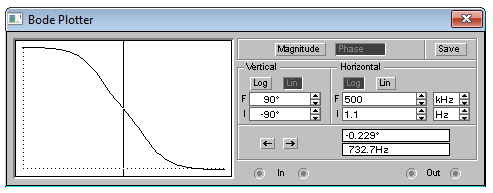 Bode Plotter
Magnitude Phase Save
Vertical Horizontal
Log Lin Log Lin
F 90° F 500 kHz
I -90° I 1.1 Hz
-0.229°
732.7Hz
In Out